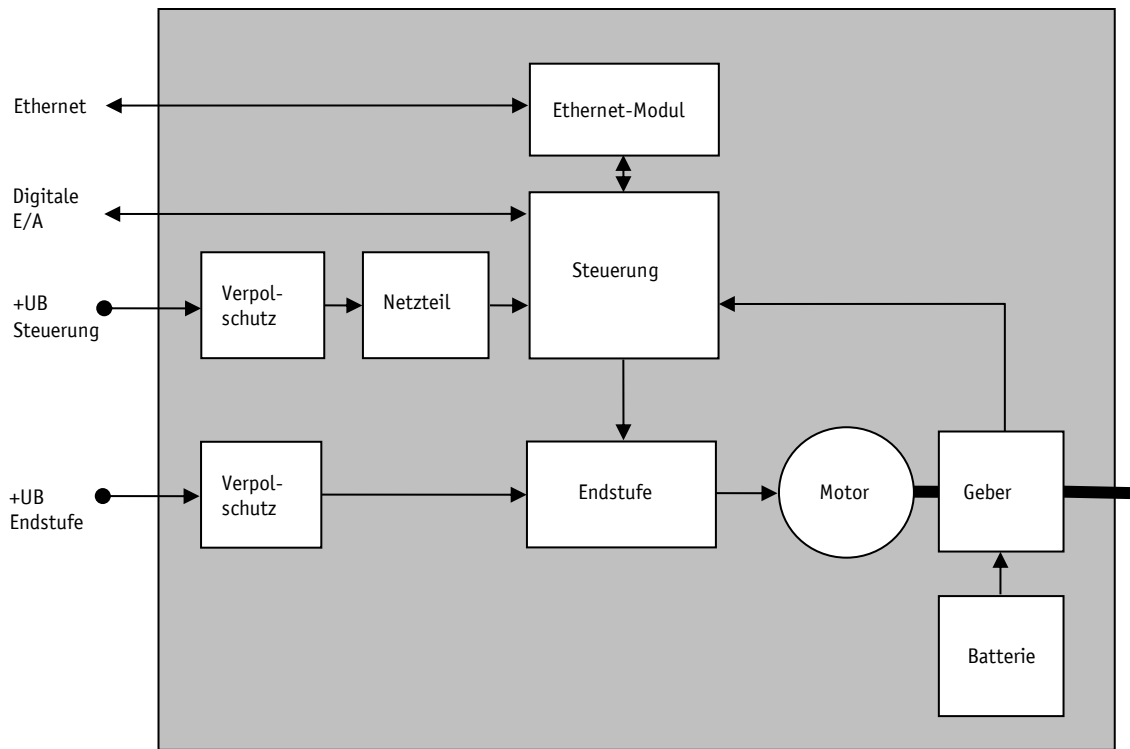 Ethernet
Ethernet-Modul
Digitale
E/A
Steuerung
+UB
Steuerung
Verpol-
schutz
Netzteil
+UB
Endstufe
Verpol-
schutz
Endstufe
Motor
Geber
Batterie